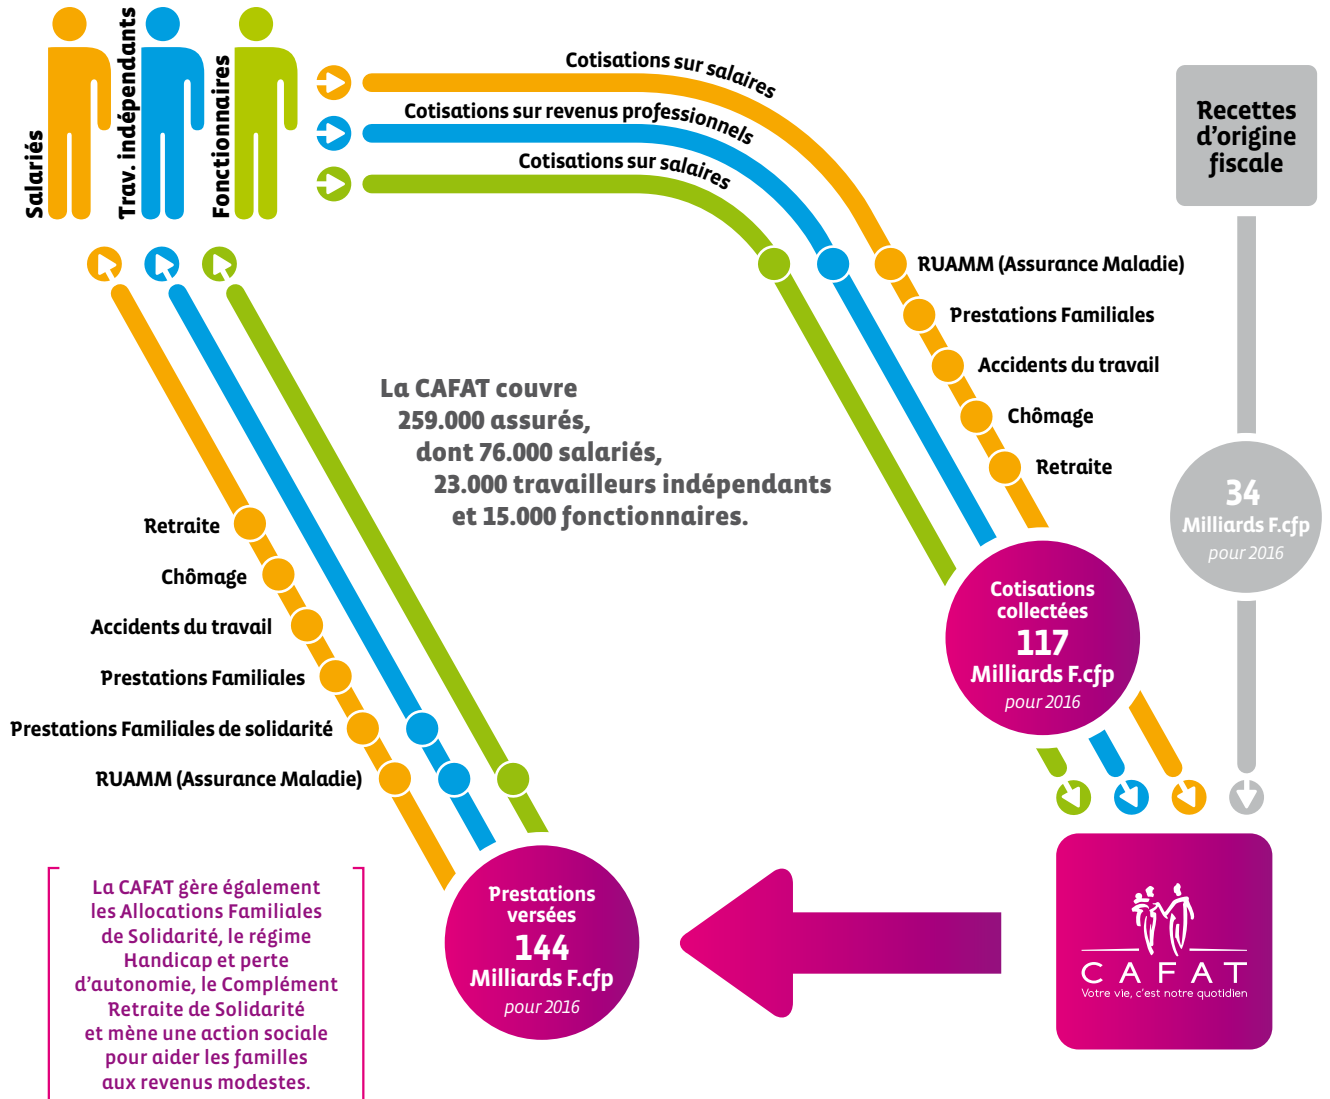 Salariés
Trav. indépendants
Fonctionnaires
Cotisations sur salaires
Cotisations sur revenus professionnels
Cotisations sur salaires
Recettes
d'origine
fiscale
RUAMM (Assurance Maladie)
Prestations Familiales
Accidents du travail
Chômage
Retraite
34
Milliards F.cfp
pour 2016
La CAFAT couvre
259.000 assurés,
dont 76.000 salariés,
23.000 travailleurs indépendants
et 15.000 fonctionnaires.
Cotisations
collectées
117
Milliards F.cfp
pour 2016
Retraite
Chômage
Accidents du travail
Prestations Familiales
Prestations Familiales de solidarité
RUAMM (Assurance Maladie)
Prestations
versées
144
Milliards F.cfp
pour 2016
CAFAT
Votre vie, c'est notre quotidien
La CAFAT gère également
les Allocations Familiales
de Solidarité, le régime
Handicap et perte
d'autonomie, le Complément
Retraite de Solidarité
et mène une action sociale
pour aider les familles
aux revenus modestes.